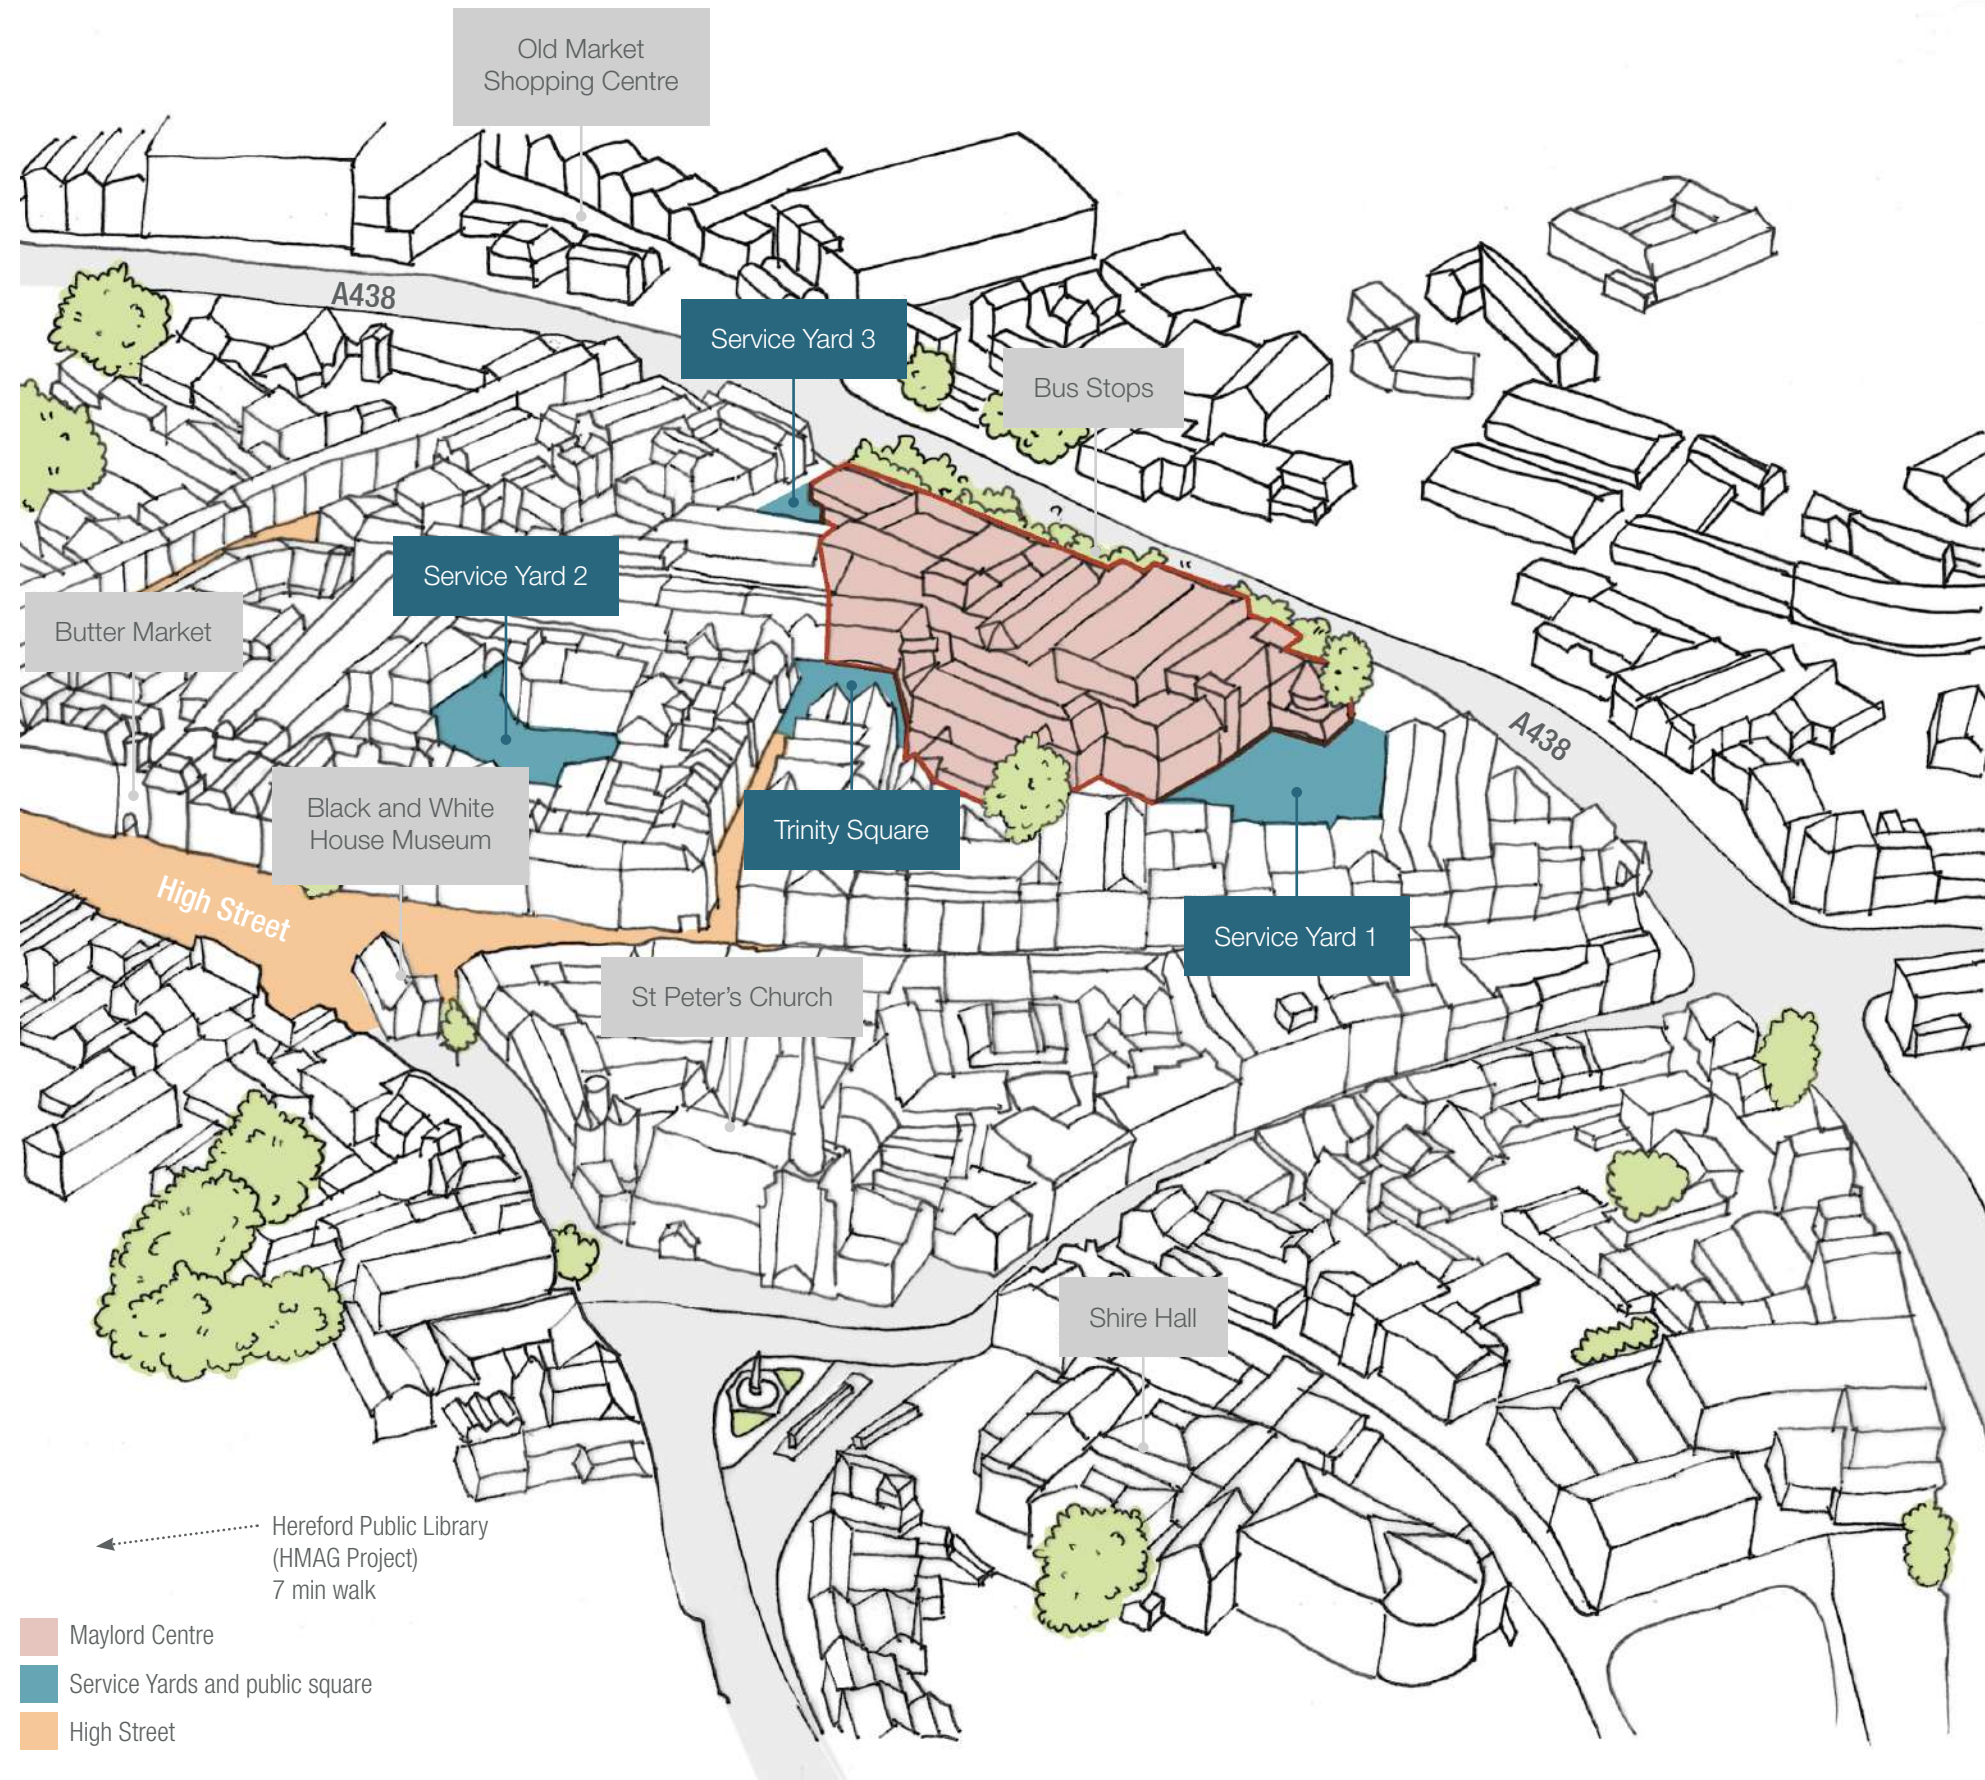 Old Market
Shopping Centre
A438
Service Yard 3
Bus Stops
Service Yard 2
Butter Market
A438
Black and White
House Museum
Trinity Square
High Street
Service Yard 1
St Peter’s Church
Shire Hall
Hereford Public Library
(HMAG Project)
7 min walk
Maylord Centre
Service Yards and public square
High Street